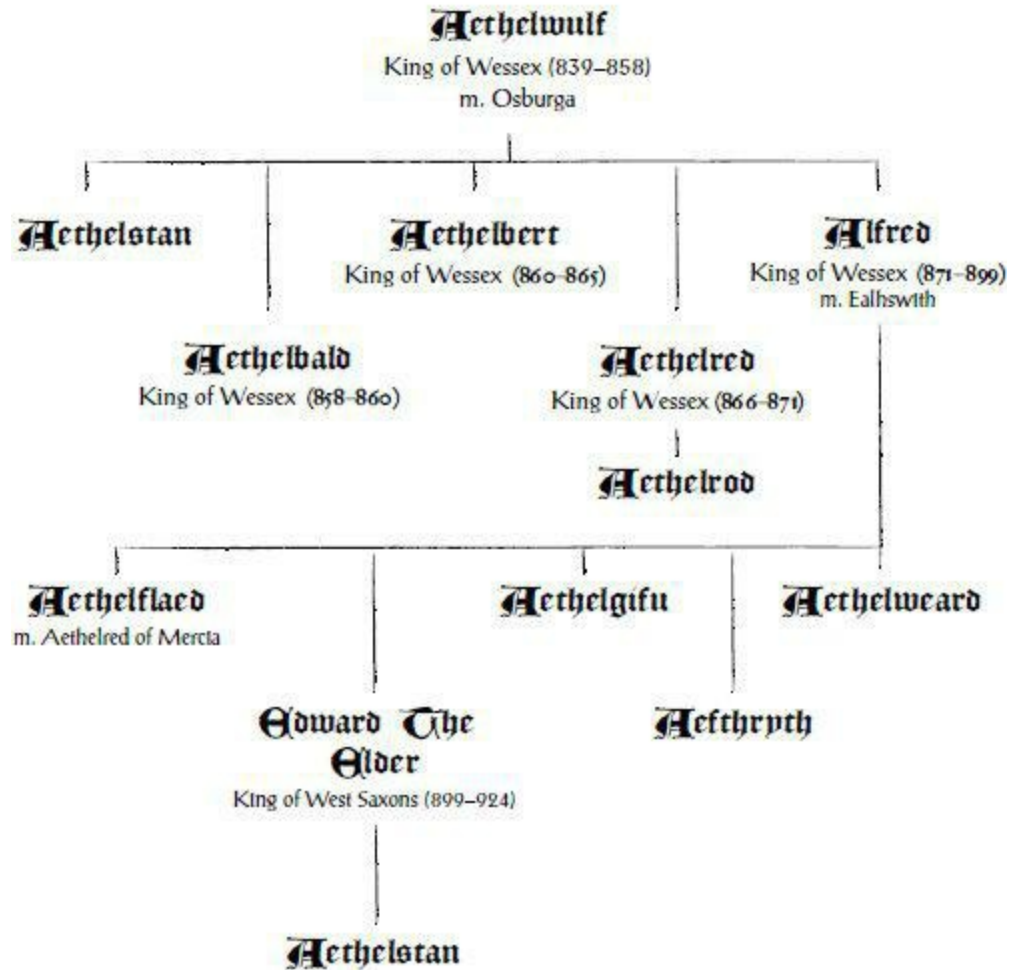 Aethelwulf
King of Wessex (839–858)
m. Osburga
Aethelstan
Aethelbert
King of Wessex (860–865)
Alfred
King of Wessex (871–899)
m. Ealhswith
Aethelbald
King of Wessex (858–860)
Aethelred
King of Wessex (866–871)
Aethelrod
Aethelflaed
m. Aethelred of Mercia
Aethelgifu
Aethelweard
Edward The
Elder
King of West Saxons (899–924)
Aefthryth
Aethelstan